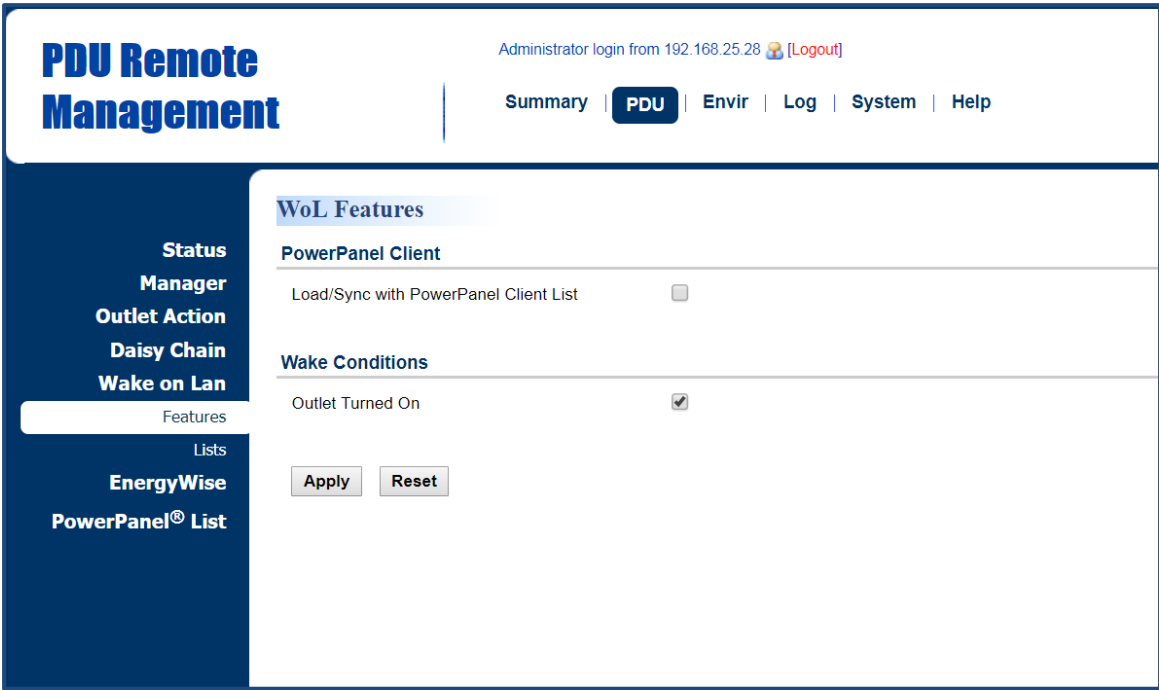 PDU Remote
Management
Administrator login from 192.168.25.28 [Logout]
Summary | PDU | Envir | Log | System | Help
Status
Manager
Outlet Action
Daisy Chain
Wake on Lan
Features
Lists
EnergyWise
PowerPanel® List
WoL Features
PowerPanel Client
Load/Sync with PowerPanel Client List
Wake Conditions
Outlet Turned On
Apply Reset